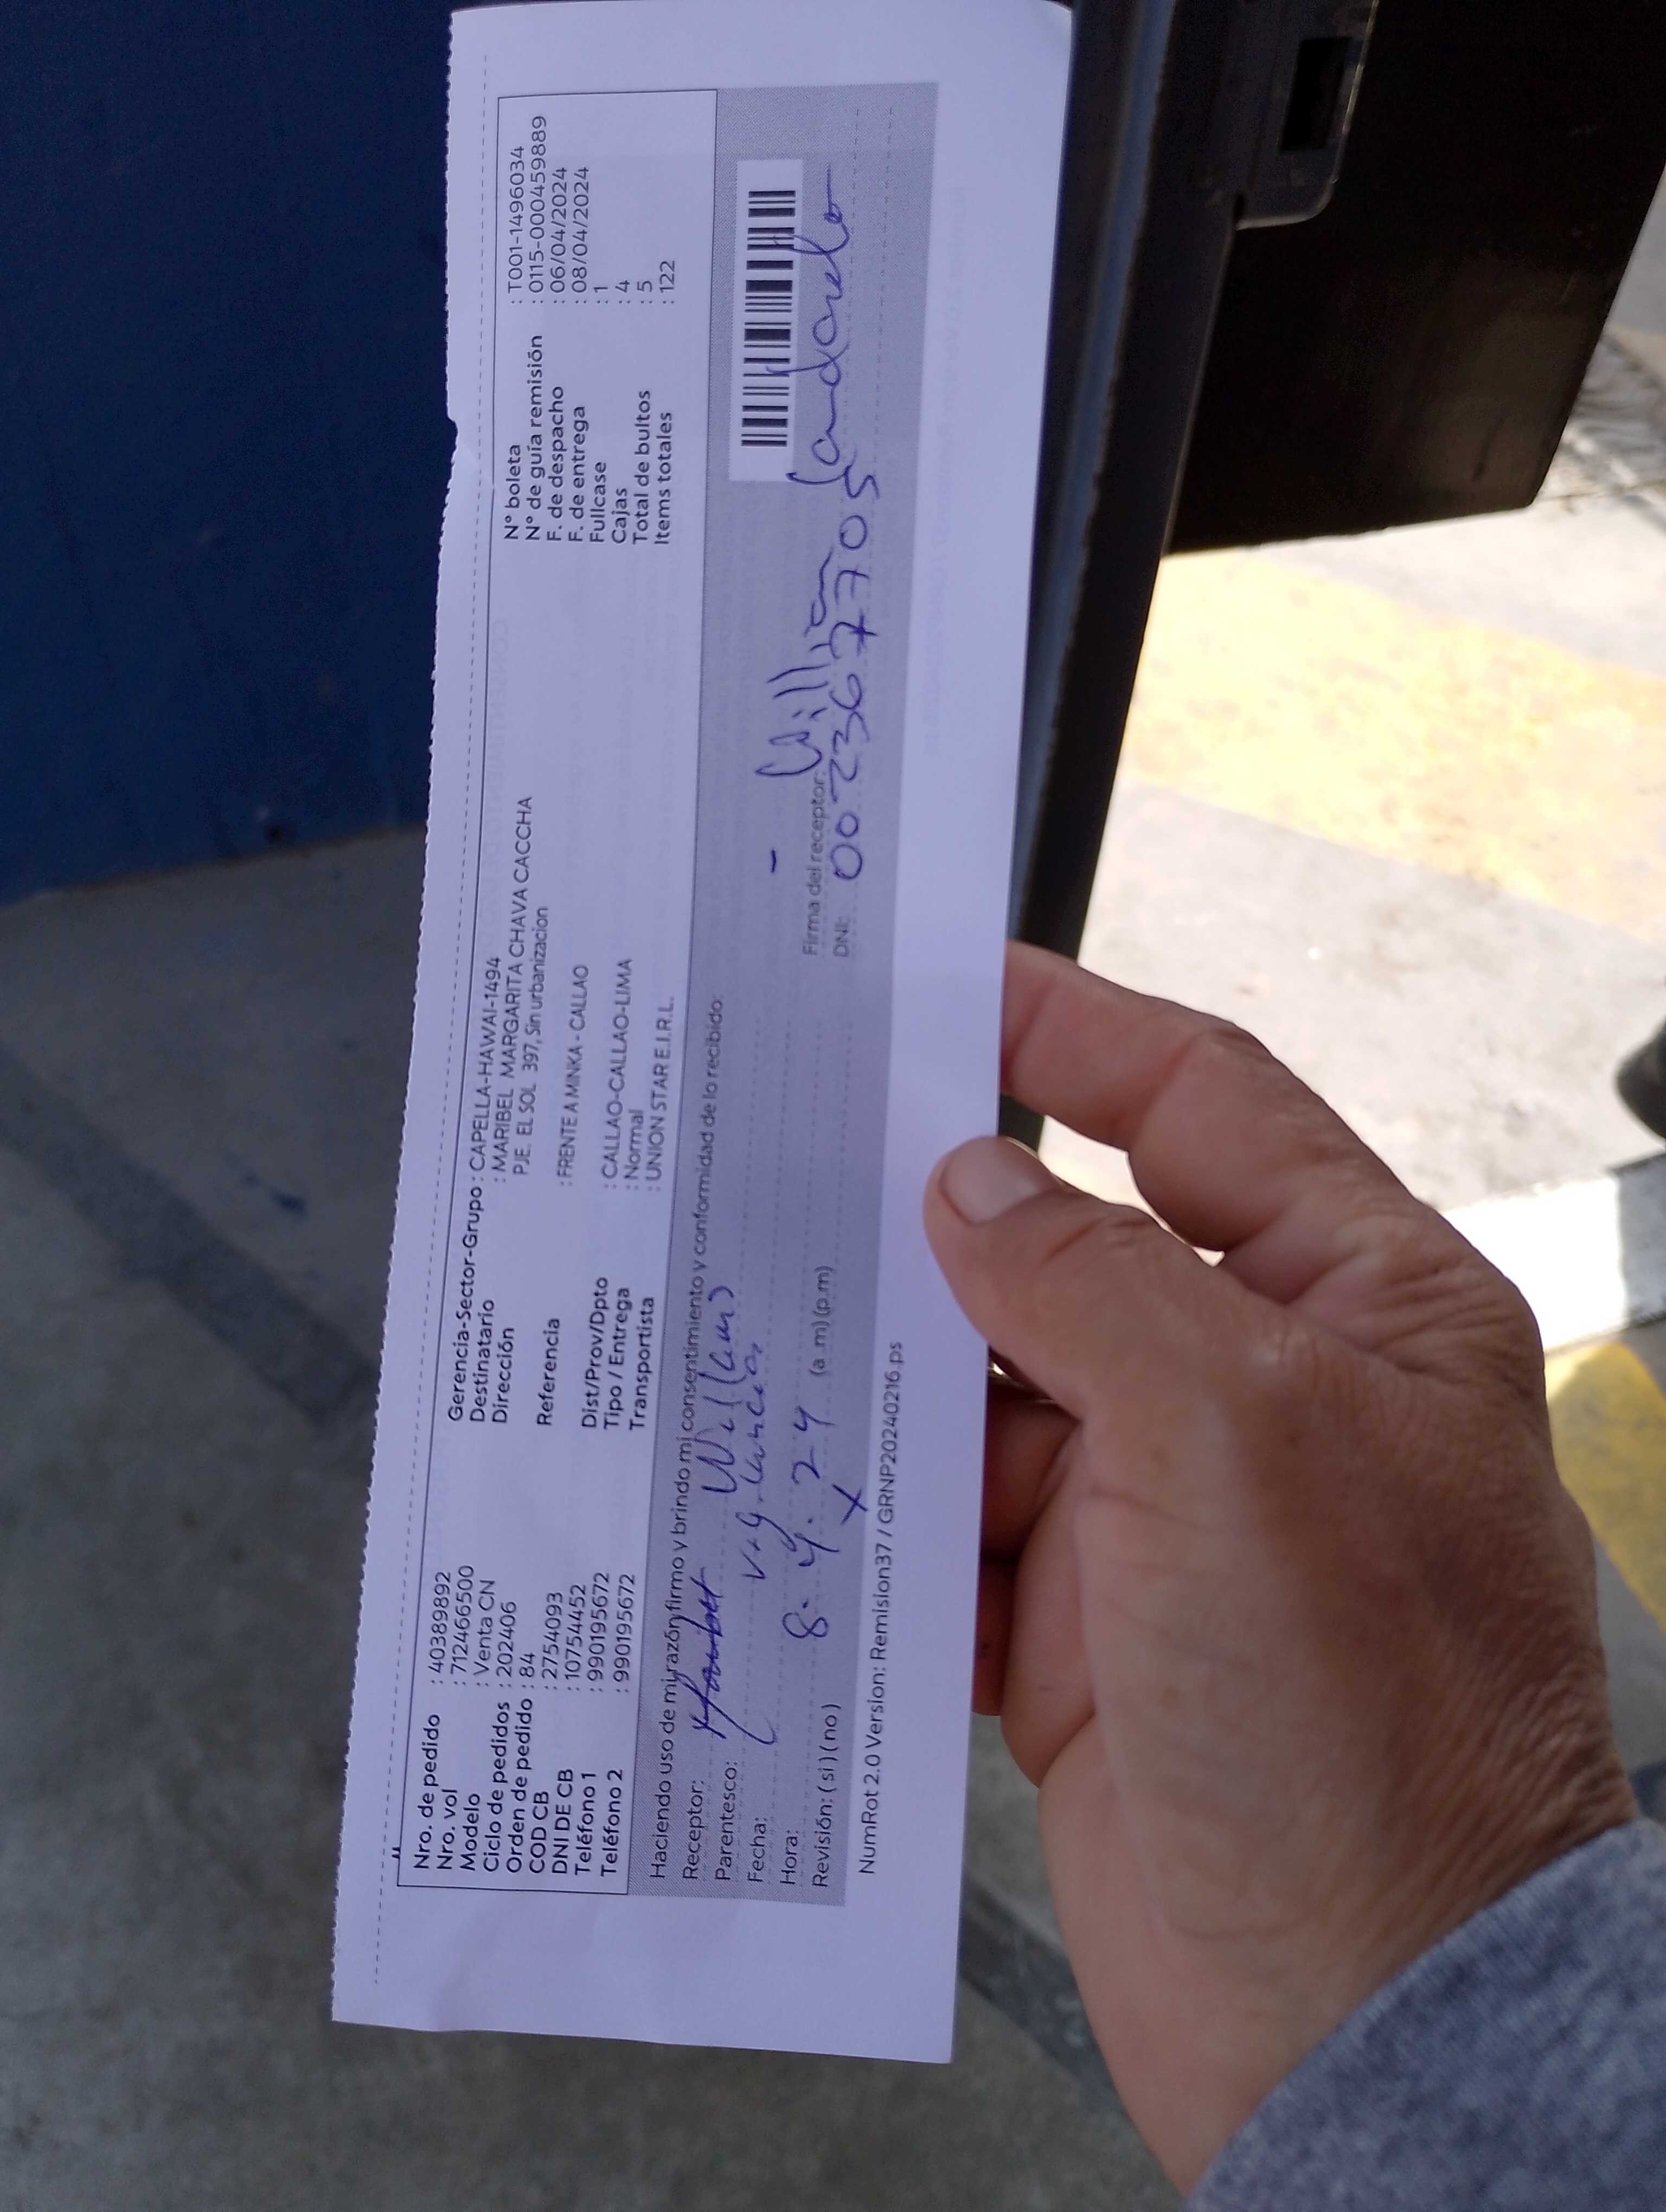 Nro. de pedido : 40389892
Nro. vol : 712466500
Modelo : Venta CN
Ciclo de pedidos : 202406
Orden de pedido : 84
COD CB : 2754093
DNI DE CB : 10754452
Teléfono 1 : 990195672
Teléfono 2 : 990195672
Gerencia-Sector-Grupo : CAPELLA-HAWAI-1494
Destinatario : MARIBEL MARGARITA CHAVA CACCHA
Dirección PJE. EL SOL 397, Sin urbanizacion
Referencia : FRENTE A MINKA - CALLAO
Dist/Prov/Dpto : CALLAO-CALLAO-LIMA
Tipo / Entrega : Normal
Transportista : UNION STAR E.I.R.L.
N° boleta : T001-1496034
N° de guía remisión : 0115-000459889
F. de despacho : 06/04/2024
F. de entrega : 08/04/2024
Fullcase : 1
Cajas : 4
Total de bultos : 5
Items totales : 122
Haciendo uso de mi razón firmo y brindo mi consentimiento y conformidad de lo recibido:
Receptor:
Parentesco: Vigilancia
Fecha: 8. 4. 24
Hora: (a.m) (p.m)
Revisión: (si) (no)
Firma del receptor: Willian
DNI: 002367705
NumRot 2.0 Version: Remision37 / GRNP20240216.ps